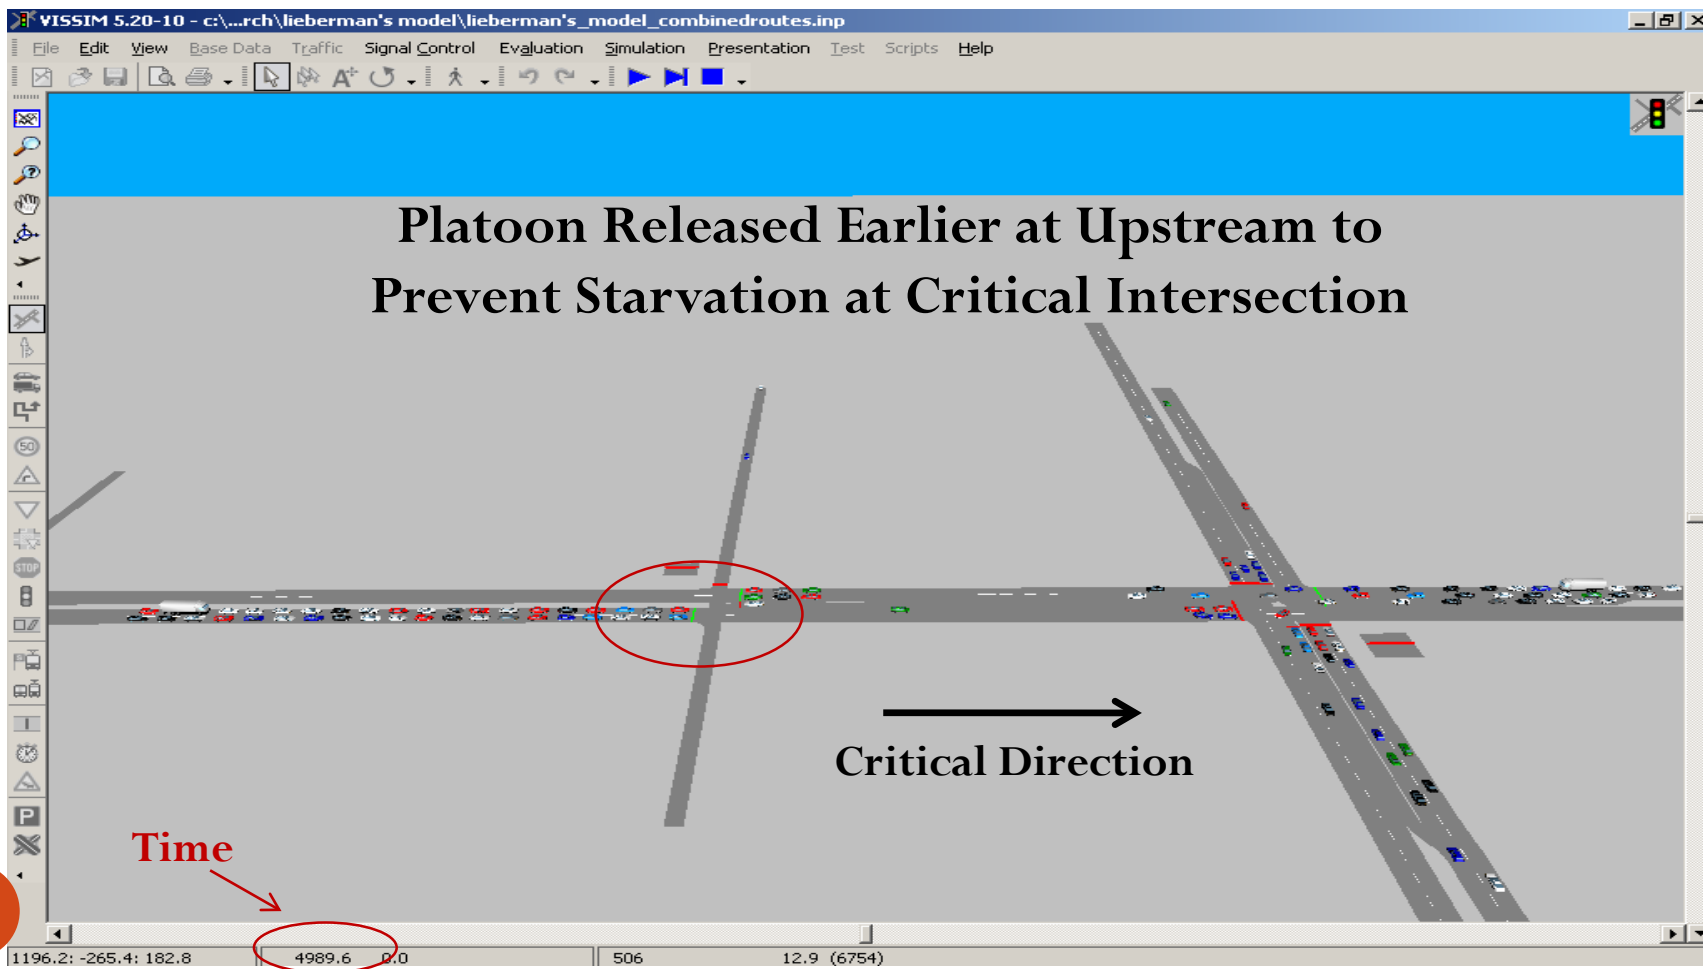 VISSIM 5.20-10 - c:\...rch\lieberman's model\lieberman's_model_combinedroutes.inp
File Edit View Base Data Traffic Signal Control Evaluation Simulation Presentation Test Scripts Help
Platoon Released Earlier at Upstream to
Prevent Starvation at Critical Intersection
50
STOP
P
Critical Direction
Time
1196.2: -265.4: 182.8 4989.6 0.0 506 12.9 (6754)